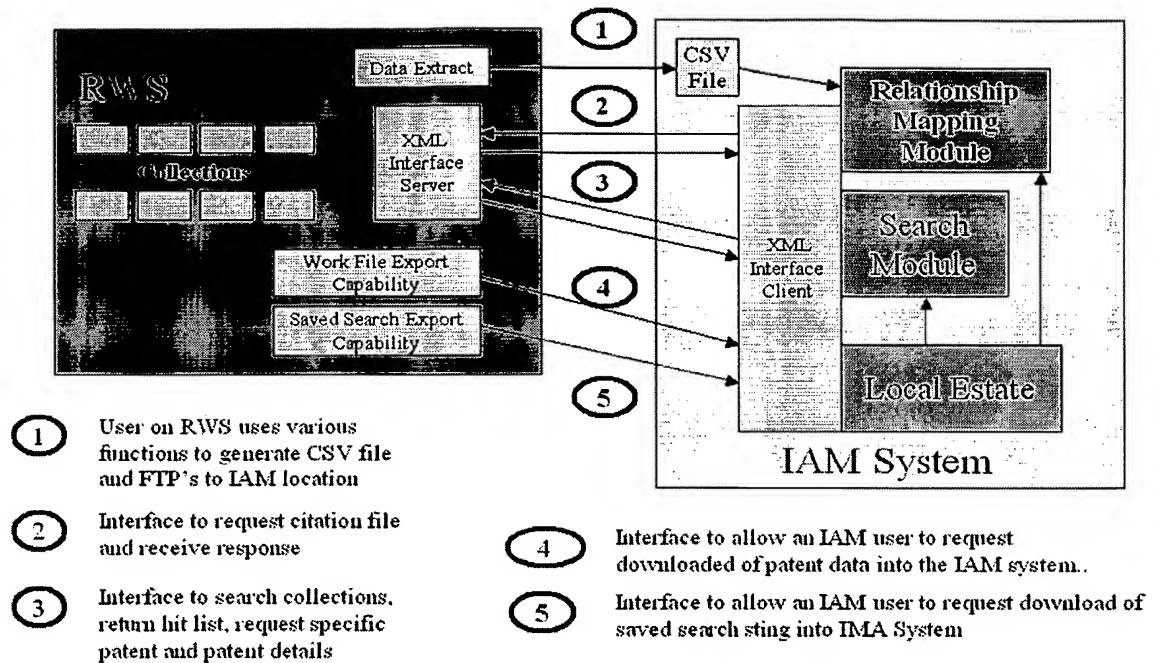 RWS
Collections
Data Extract
XML
Interface
Server
Work File Export
Capability
Saved Search Export
Capability
1
2
3
4
5
CSV
File
Relationship
Mapping
Module
Search
Module
XML
Interface
Client
Local Estate
IAM System
1
User on RWS uses various
functions to generate CSV file
and FTP's to IAM location
2
Interface to request citation file
and receive response
3
Interface to search collections,
return hit list, request specific
patent and patent details
4
Interface to allow an IAM user to request
downloaded of patent data into the IAM system..
5
Interface to allow an IAM user to request download of
saved search sting into IMA System